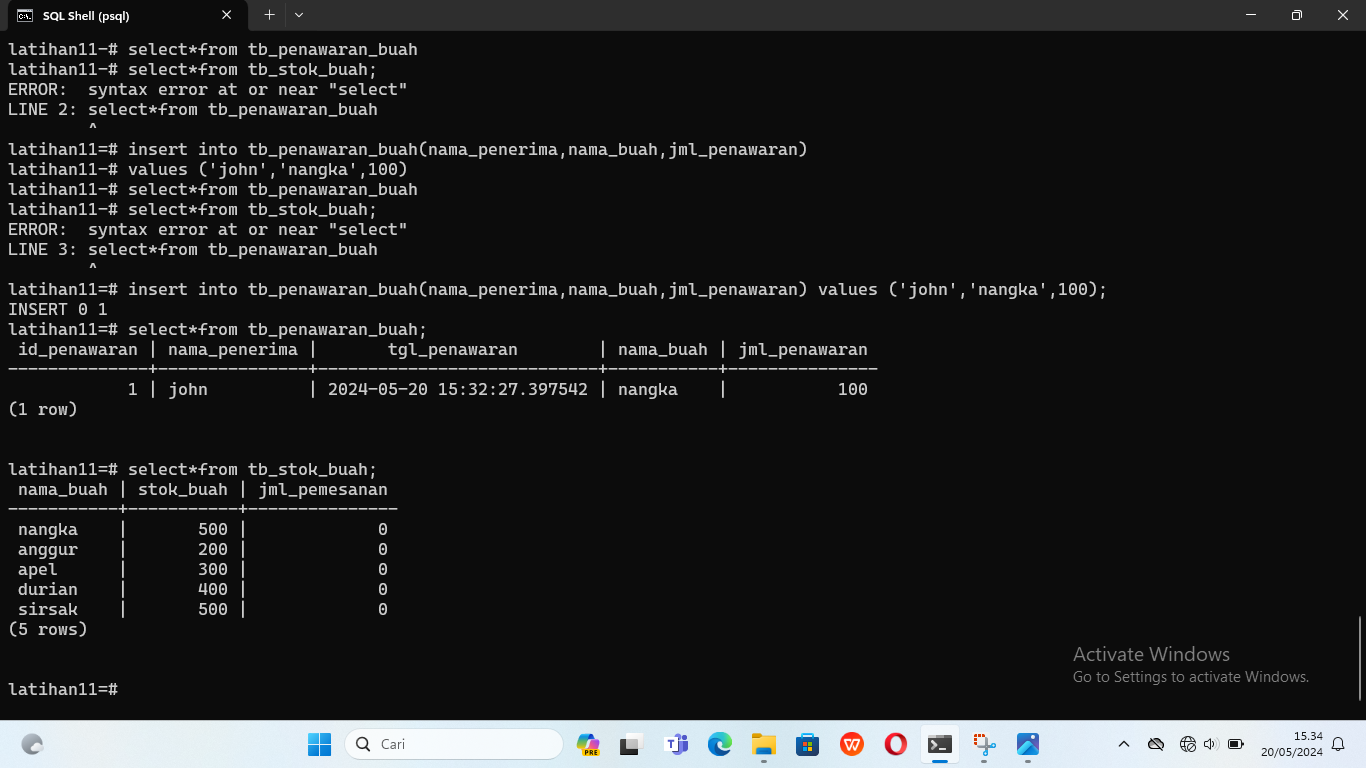 SQL Shell (psql)
latihan11-# select*from tb_penawaran_buah
latihan11-# select*from tb_stok_buah;
ERROR:  syntax error at or near "select"
LINE 2: select*from tb_penawaran_buah
        ^
latihan11=# insert into tb_penawaran_buah(nama_penerima,nama_buah,jml_penawaran)
latihan11-# values ('john','nangka',100)
latihan11-# select*from tb_penawaran_buah
latihan11-# select*from tb_stok_buah;
ERROR:  syntax error at or near "select"
LINE 3: select*from tb_penawaran_buah
        ^
latihan11=# insert into tb_penawaran_buah(nama_penerima,nama_buah,jml_penawaran) values ('john','nangka',100);
INSERT 0 1
latihan11=# select*from tb_penawaran_buah;
 id_penawaran | nama_penerima |       tgl_penawaran        | nama_buah | jml_penawaran
--------------+---------------+----------------------------+-----------+---------------
            1 | john          | 2024-05-20 15:32:27.397542 | nangka    |           100
(1 row)
latihan11=# select*from tb_stok_buah;
 nama_buah | stok_buah | jml_pemesanan
-----------+-----------+---------------
 nangka    |       500 |             0
 anggur    |       200 |             0
 apel      |       300 |             0
 durian    |       400 |             0
 sirsak    |       500 |             0
(5 rows)
latihan11=#
Activate Windows
Go to Settings to activate Windows.
Cari
PRE
15.34
20/05/2024